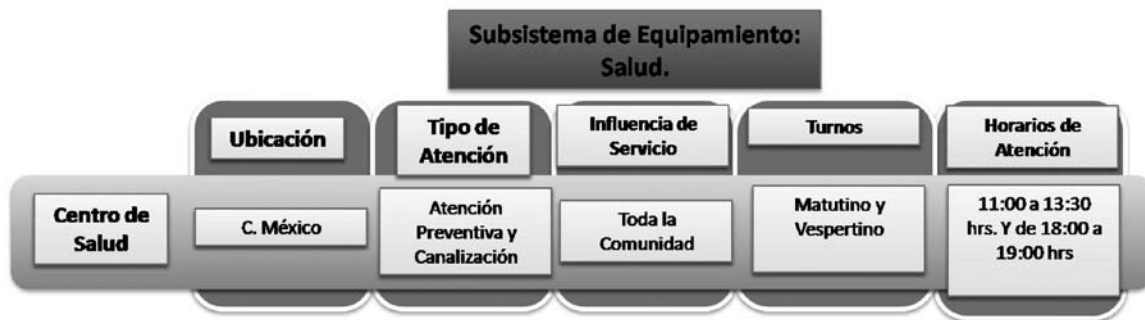 Subsistema de Equipamiento:
Salud.
Ubicación
Tipo de
Atención
Influencia de
Servicio
Turnos
Horarios de
Atención
Centro de
Salud
C. México
Atención
Preventiva y
Canalización
Toda la
Comunidad
Matutino y
Vespertino
11:00 a 13:30
hrs. Y de 18:00 a
19:00 hrs